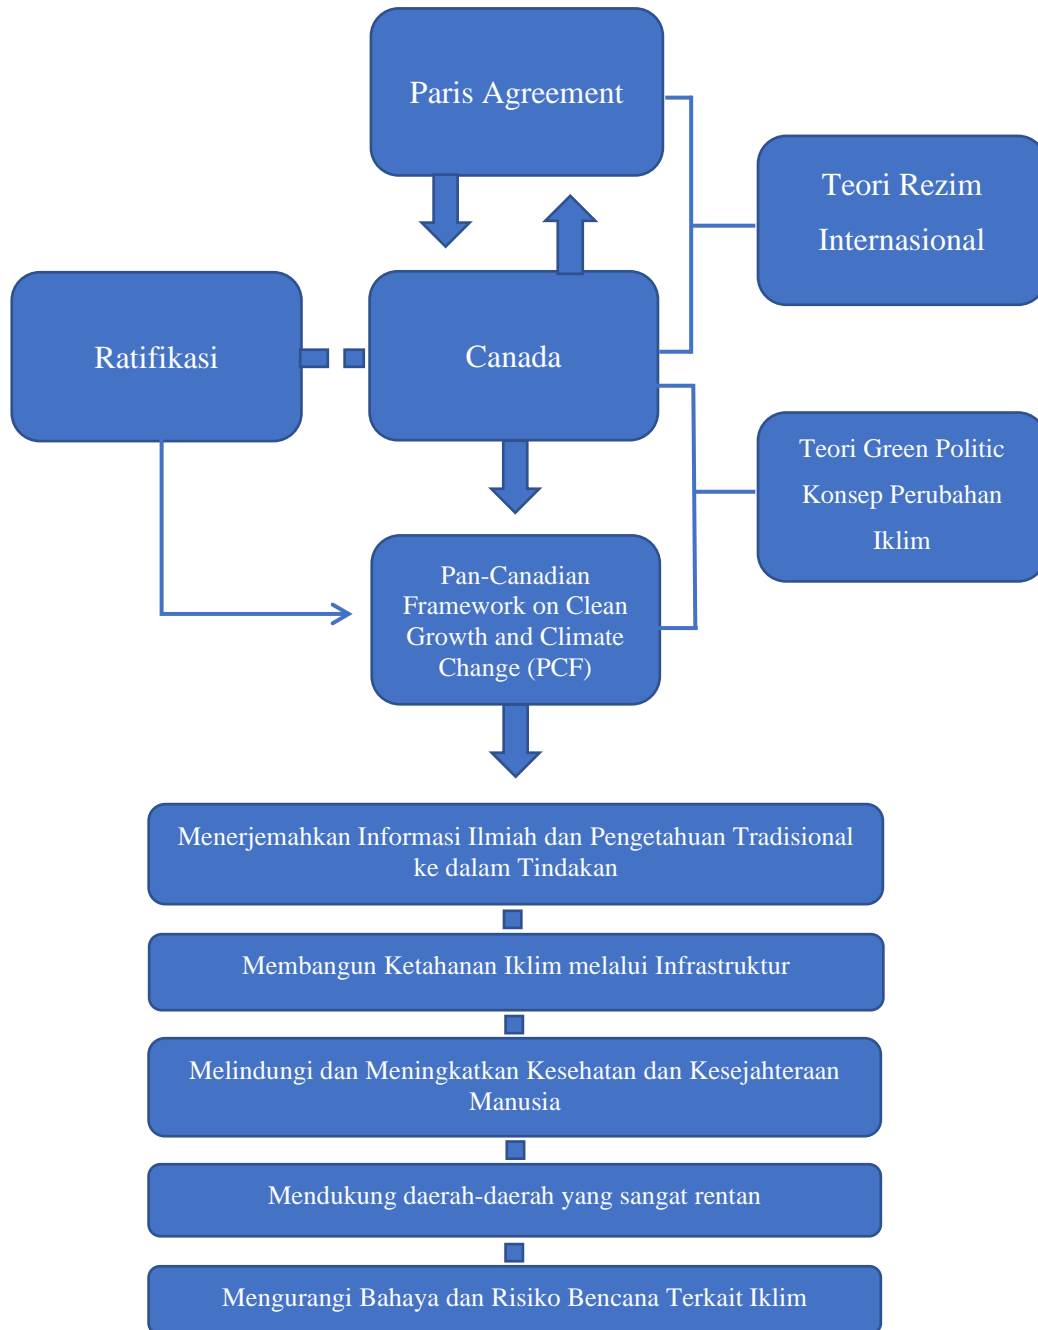 Paris Agreement
Teori Rezim
Internasional
Ratifikasi
Canada
Teori Green Politic
Konsep Perubahan
Iklim
Pan-Canadian
Framework on Clean
Growth and Climate
Change (PCF)
Menerjemahkan Informasi Ilmiah dan Pengetahuan Tradisional
ke dalam Tindakan
Membangun Ketahanan Iklim melalui Infrastruktur
Melindungi dan Meningkatkan Kesehatan dan Kesejahteraan
Manusia
Mendukung daerah-daerah yang sangat rentan
Mengurangi Bahaya dan Risiko Bencana Terkait Iklim